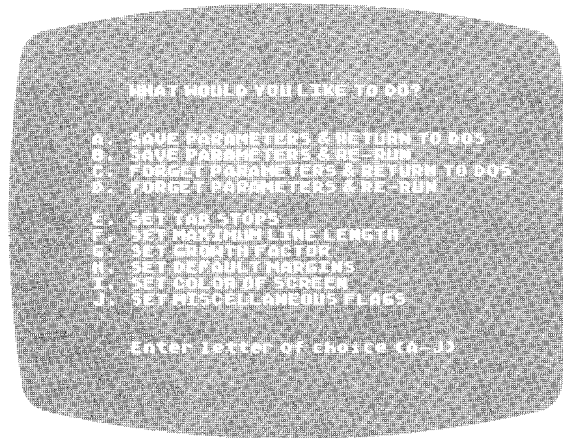 WHAT WOULD YOU LIKE TO DO?
A. SAVE PARAMETERS & RETURN TO DOS
B. SAVE PARAMETERS & RE-RUN
C. FORGET PARAMETERS & RETURN TO DOS
D. FORGET PARAMETERS & RE-RUN
E. SET TAB STOPS
F. SET MAXIMUM LINE LENGTH
G. SET GROWTH FACTOR
H. SET DEFAULT MARGINS
I. SET COLOR OF SCREEN
J. SET MISCELLANEOUS FLAGS
Enter letter of choice (A-J)